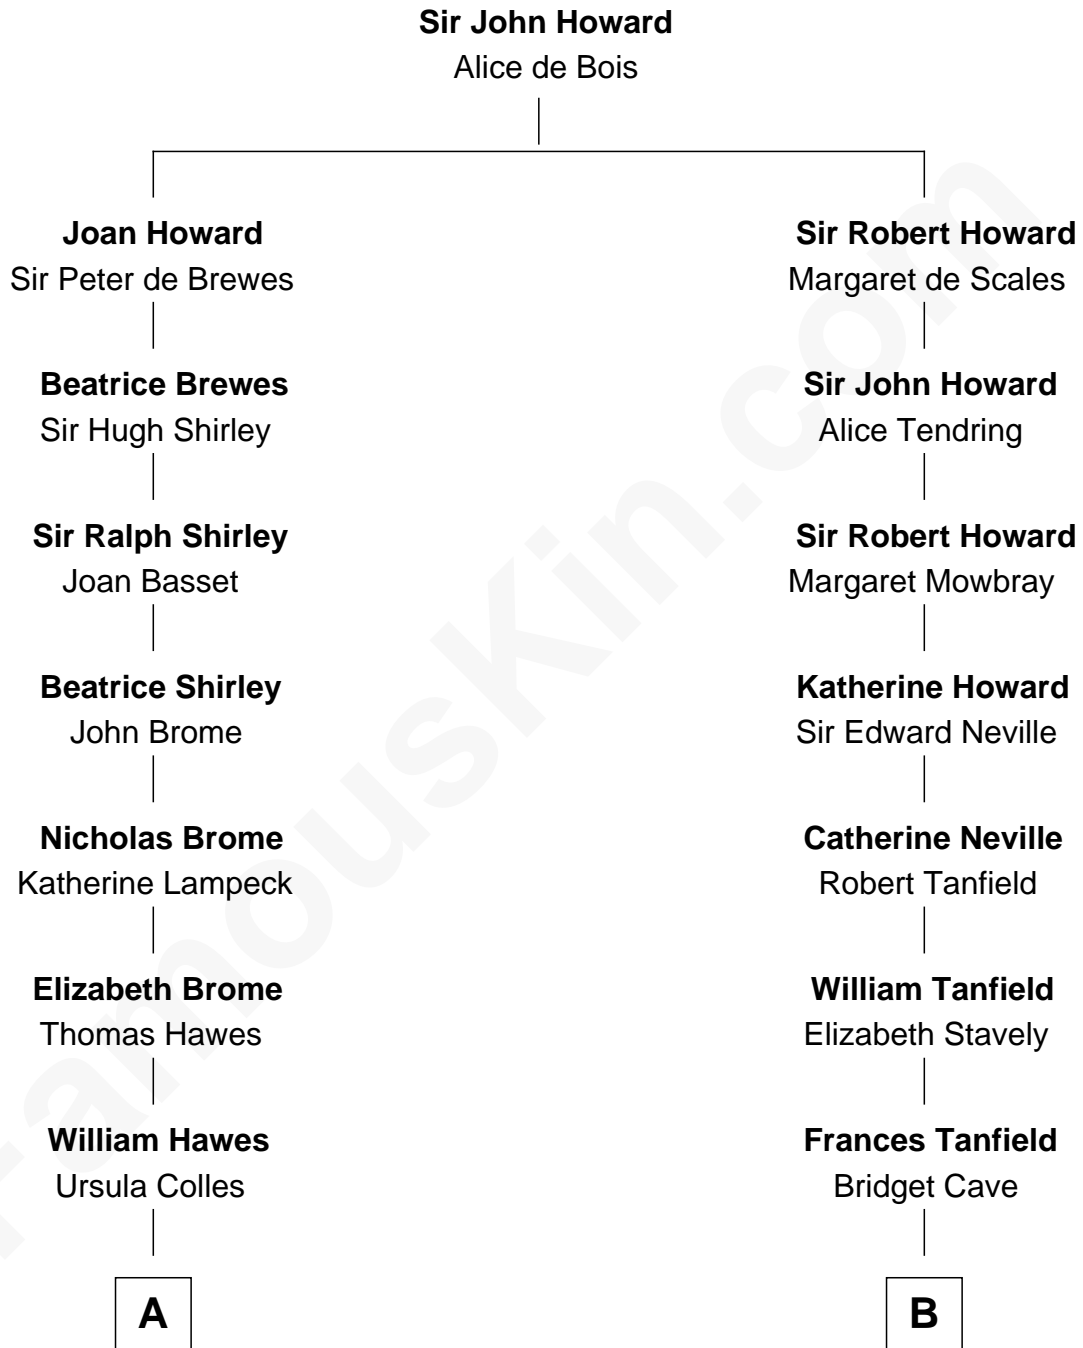 Sir John Howard
Alice de Bois
Joan Howard
Sir Peter de Brewes
Sir Robert Howard
Margaret de Scales
Beatrice Brewes
Sir Hugh Shirley
Sir John Howard
Alice Tendring
Sir Ralph Shirley
Joan Basset
Sir Robert Howard
Margaret Mowbray
Beatrice Shirley
John Brome
Katherine Howard
Sir Edward Neville
Nicholas Brome
Katherine Lampeck
Catherine Neville
Robert Tanfield
Elizabeth Brome
Thomas Hawes
William Tanfield
Elizabeth Stavely
William Hawes
Ursula Colles
Frances Tanfield
Bridget Cave
A
B
FamousKin.com